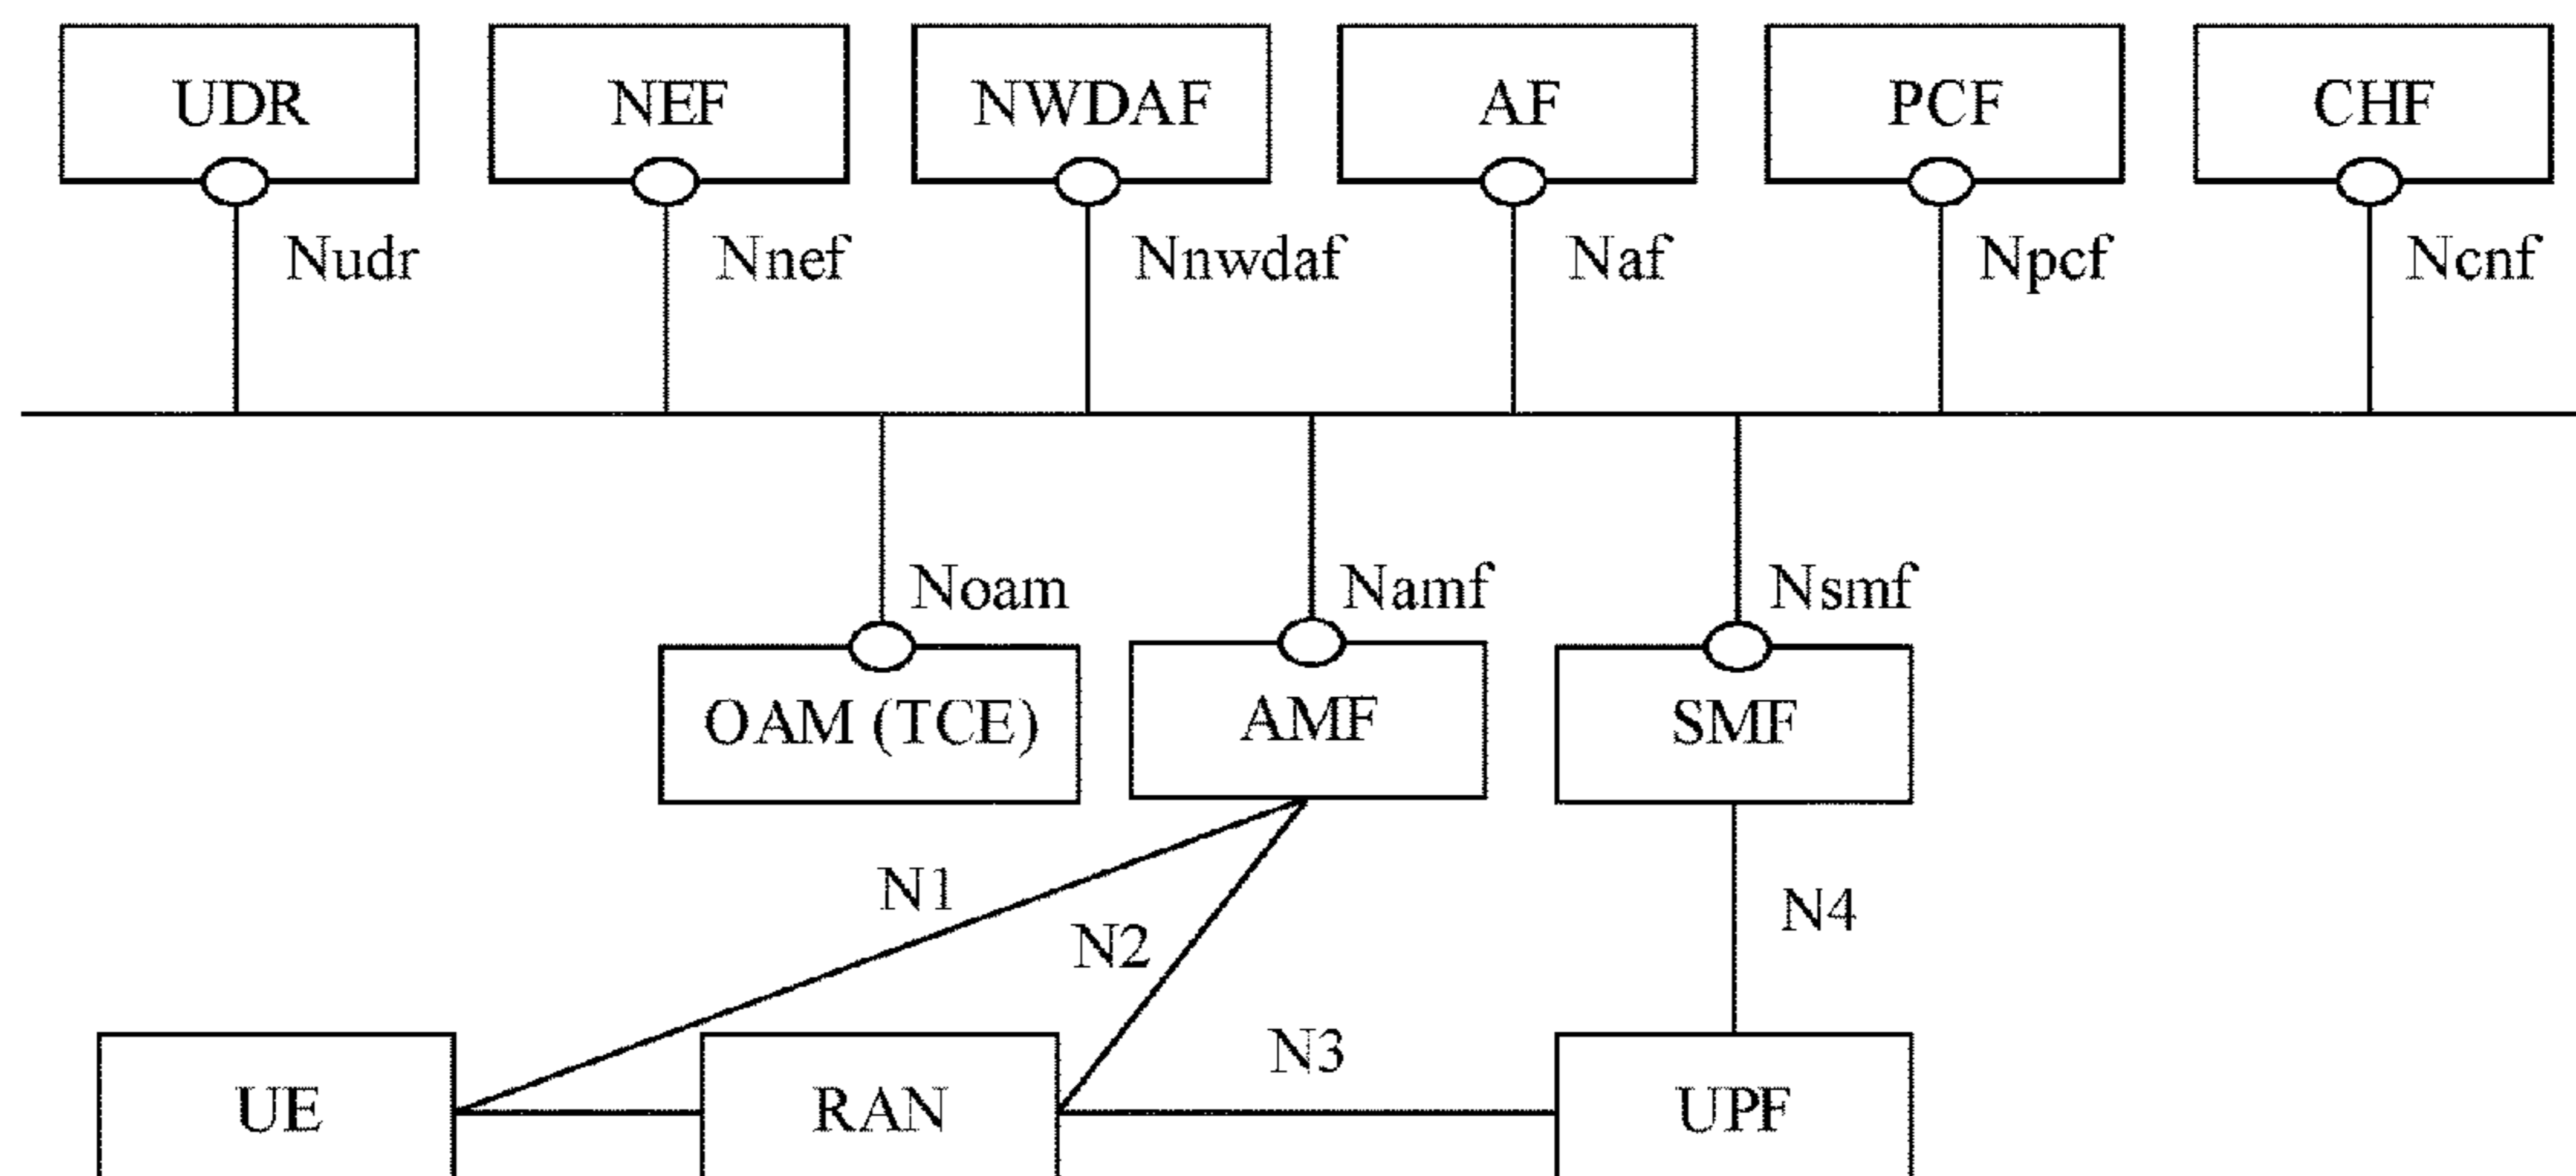 UDR NEF NWDAF AF PCF CHF
Nudr Nnef Nnwdaf Naf Npcf Ncnf
Noam Namf Nsmf
OAM (TCE) AMF SMF
N1 N4
N2
N3
UE RAN UPF